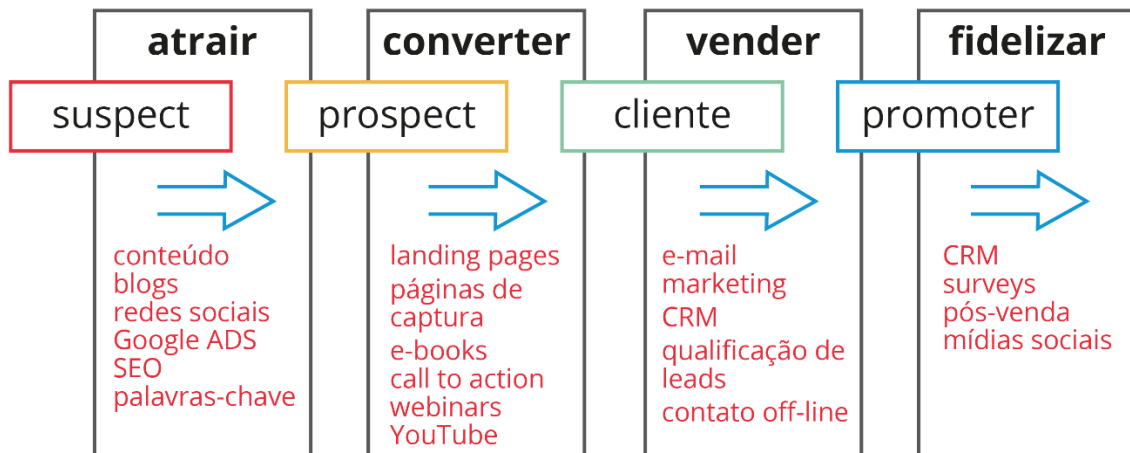 atrair
suspect
conteúdo
blogs
redes sociais
Google ADS
SEO
palavras-chave
converter
prospect
landing pages
páginas de
captura
e-books
call to action
webinars
YouTube
vender
cliente
e-mail
marketing
CRM
qualificação de
leads
contato off-line
fidelizar
promoter
CRM
surveys
pós-venda
mídias sociais